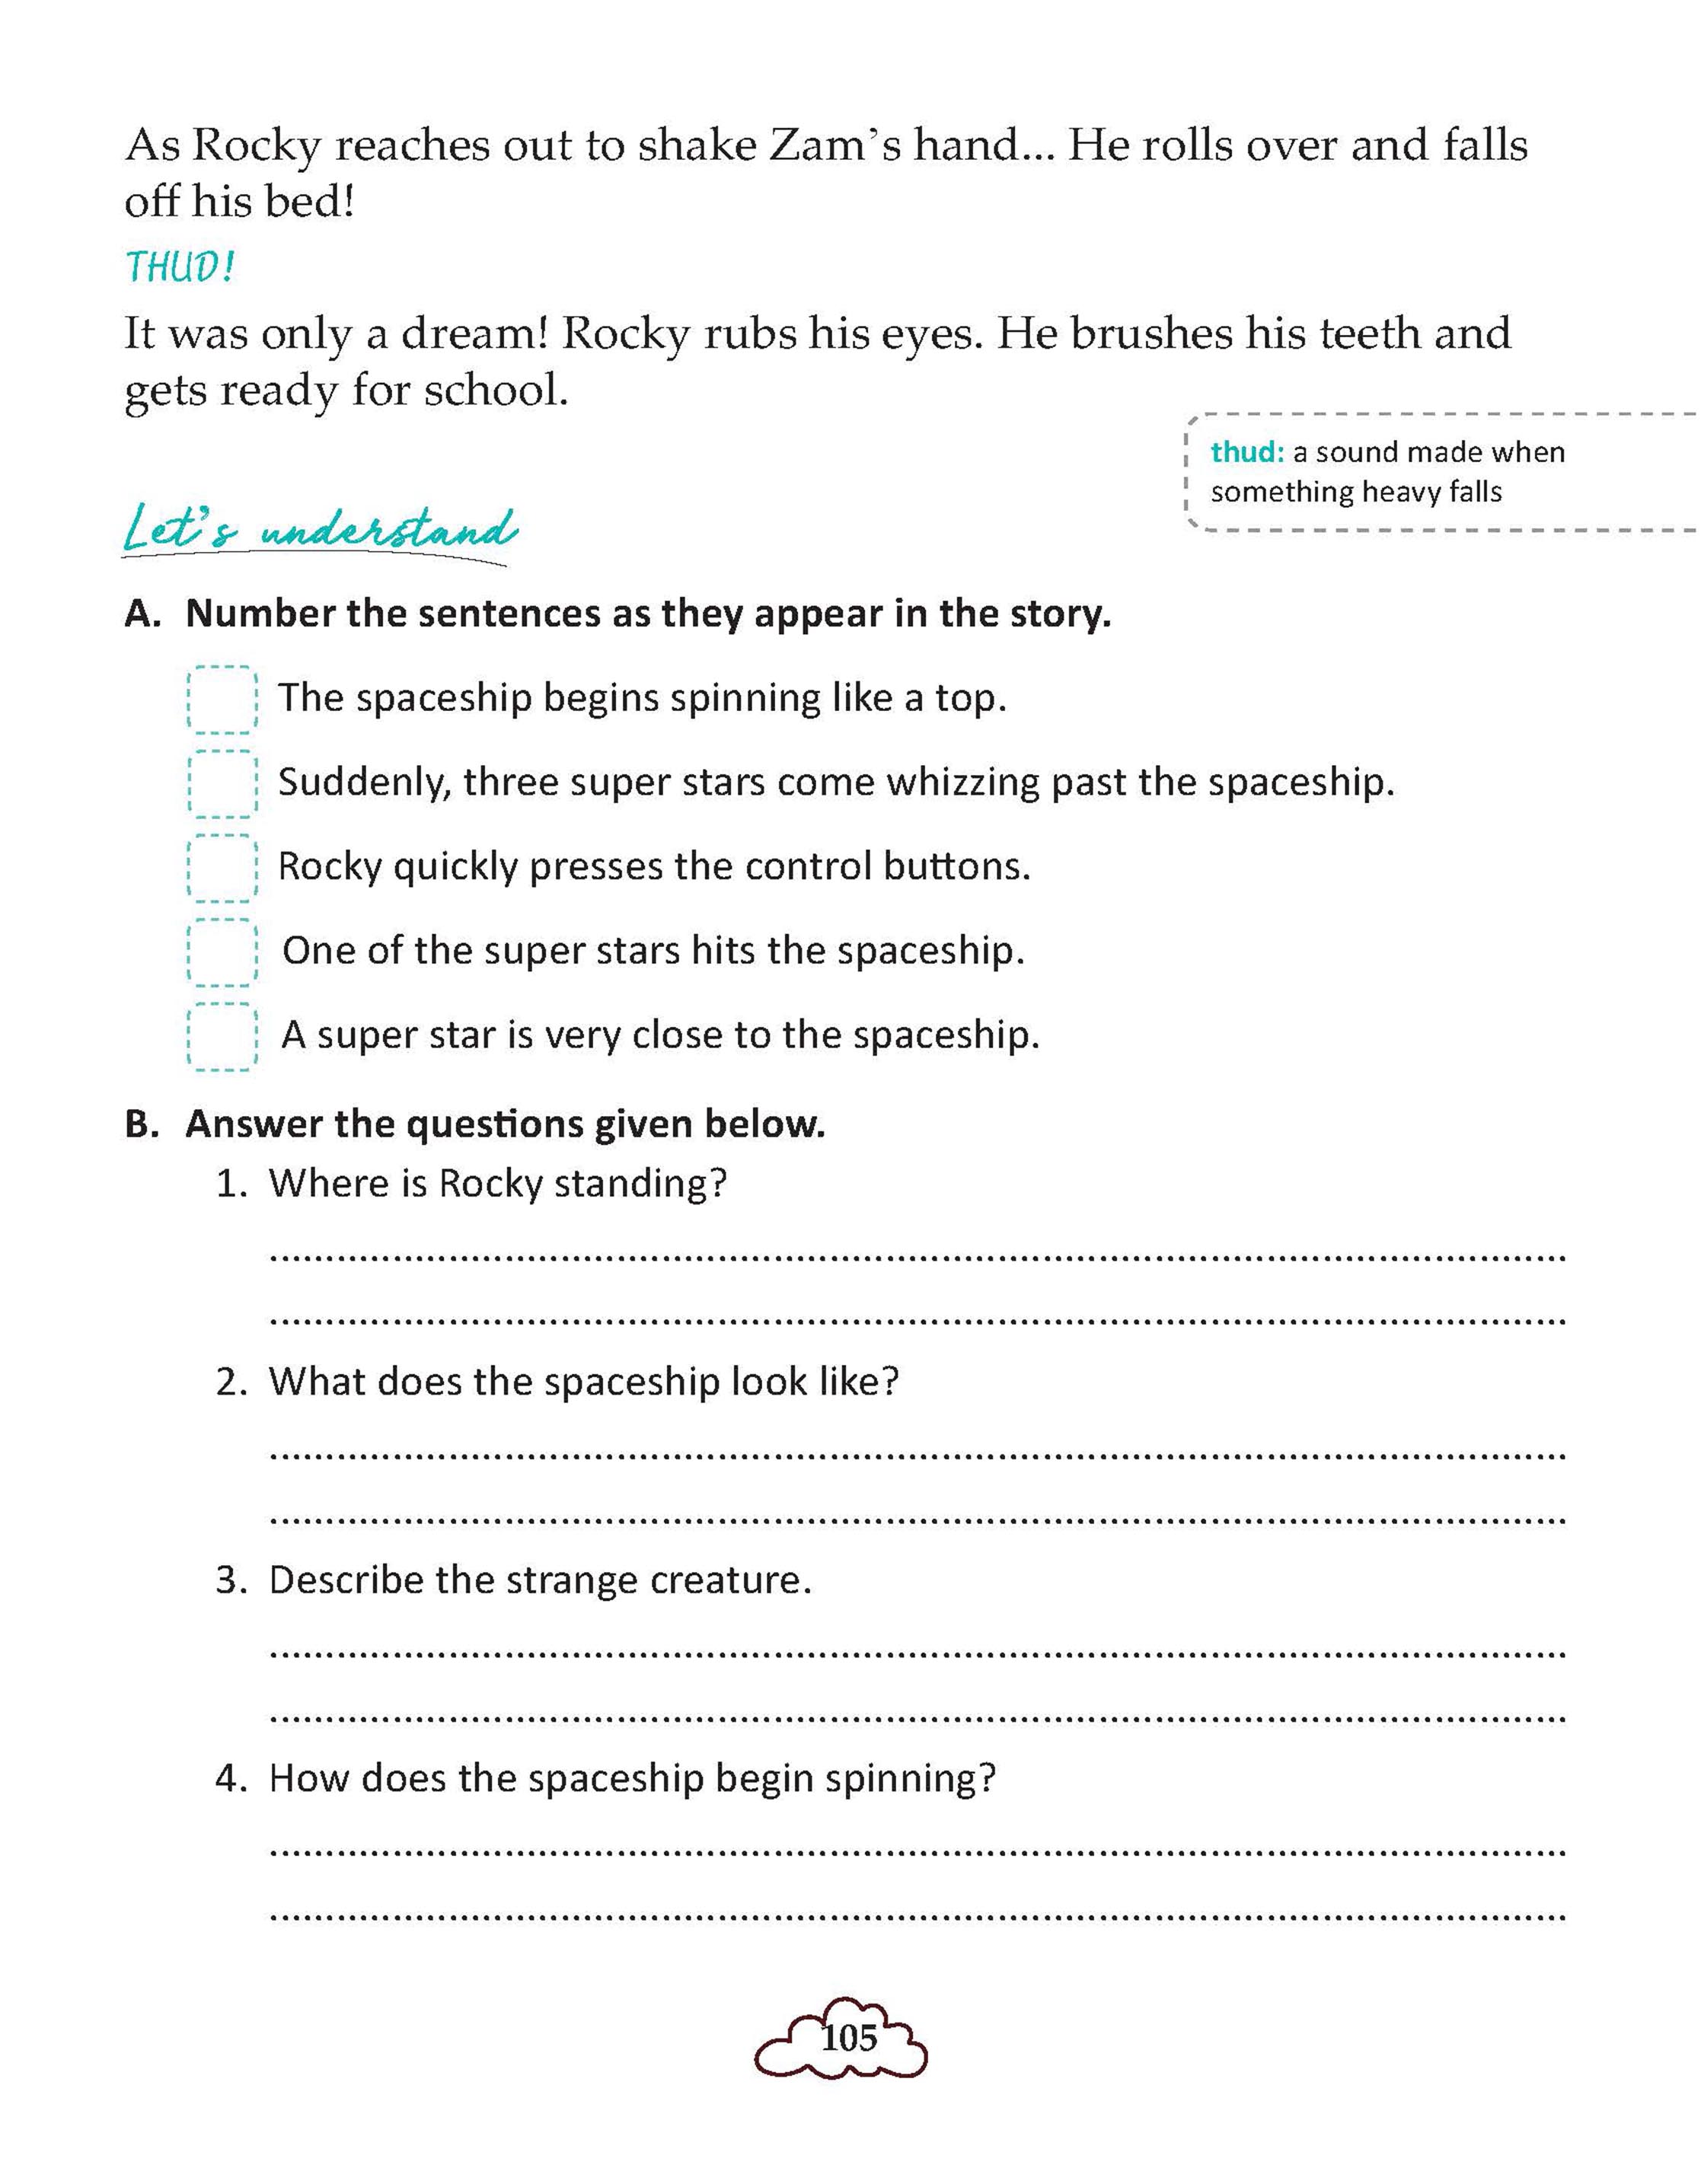 As Rocky reaches out to shake Zam's hand... He rolls over and falls
off his bed!
THUD!
It was only a dream! Rocky rubs his eyes. He brushes his teeth and
gets ready for school.
thud: a sound made when
something heavy falls
Let's understand
A. Number the sentences as they appear in the story.
The spaceship begins spinning like a top.
Suddenly, three super stars come whizzing past the spaceship.
Rocky quickly presses the control buttons.
One of the super stars hits the spaceship.
A super star is very close to the spaceship.
B. Answer the questions given below.
1. Where is Rocky standing?
2. What does the spaceship look like?
3. Describe the strange creature.
4. How does the spaceship begin spinning?
105